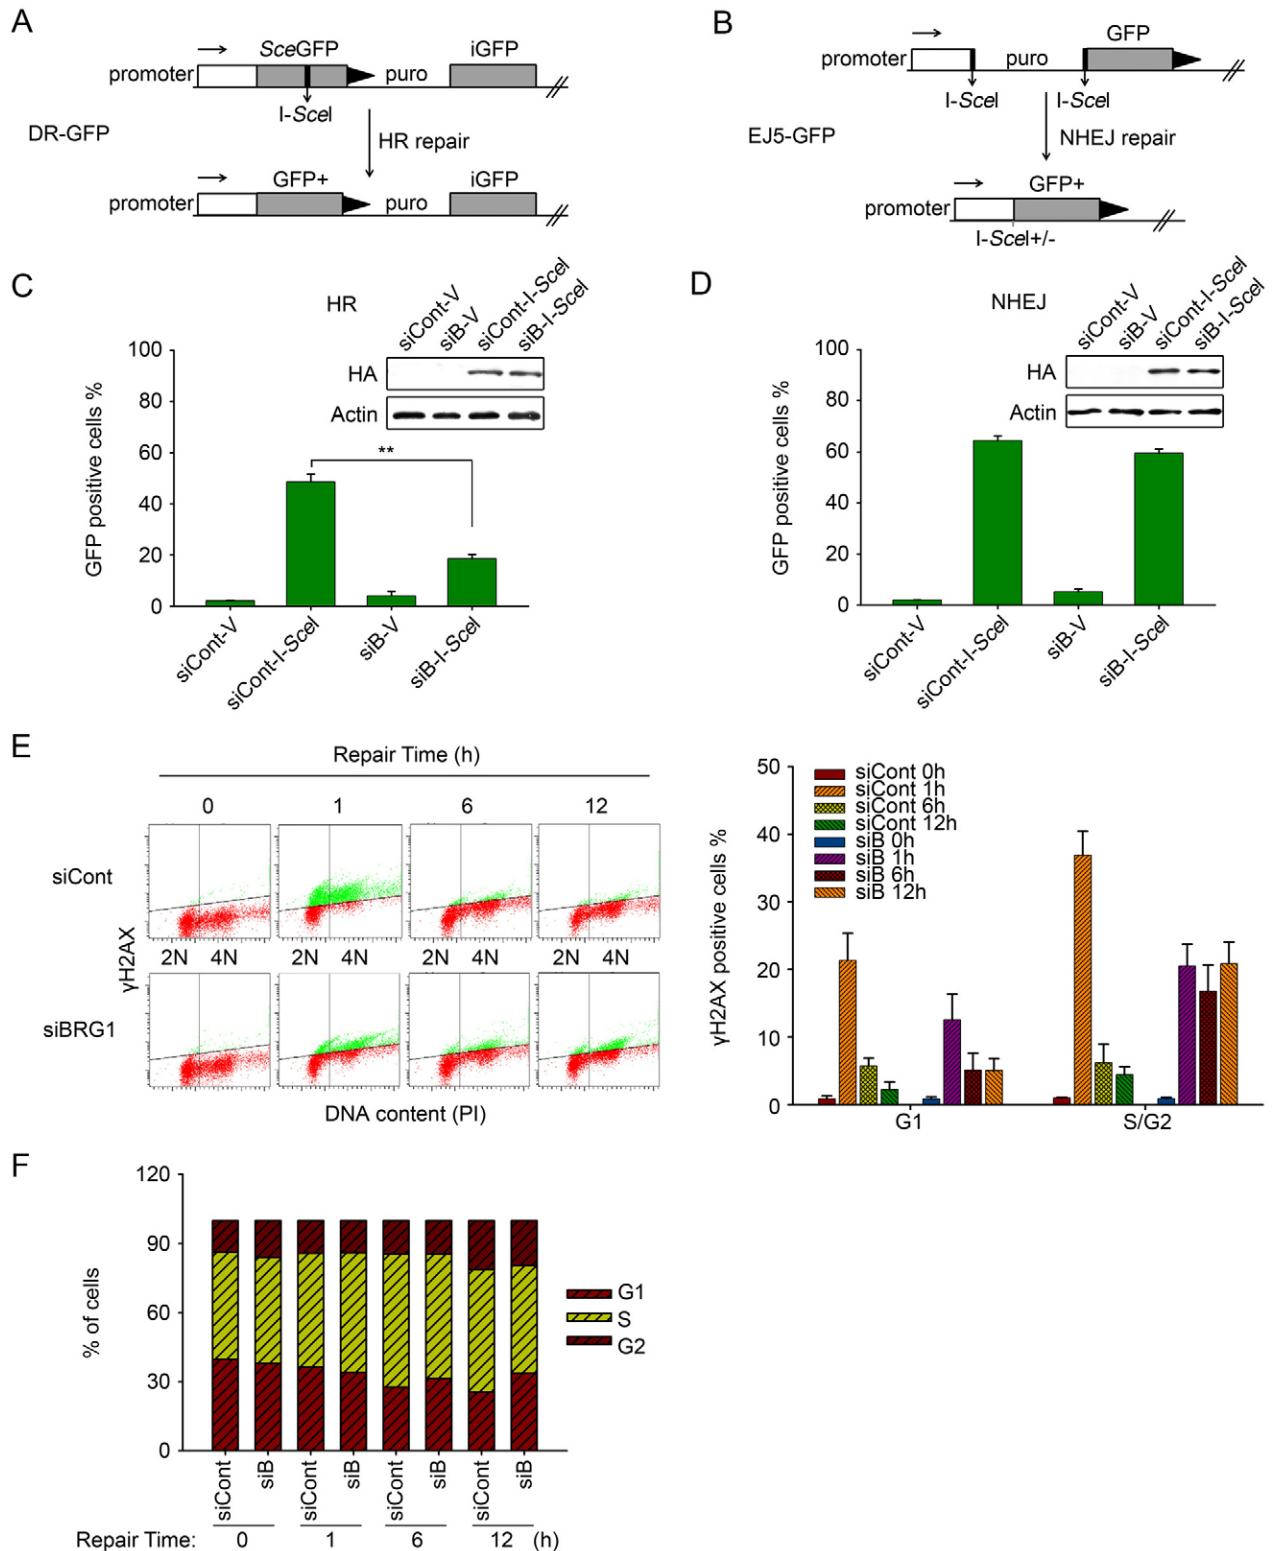 A
SceGFP
iGFP
promoter
puro
I-SceI
DR-GFP
HR repair
GFP+
iGFP
promoter
puro
B
GFP
promoter
puro
I-SceI
I-SceI
EJ5-GFP
NHEJ repair
GFP+
promoter
I-SceI+/-
C
HR
siCont-V
siB-V
siCont-I-SceI
siB-I-SceI
HA
Actin
100
80
60
40
20
0
GFP positive cells %
**
siCont-V
siCont-I-SceI
siB-V
siB-I-SceI
D
NHEJ
siCont-V
siB-V
siCont-I-SceI
siB-I-SceI
HA
Actin
100
80
60
40
20
0
GFP positive cells %
siCont-V
siCont-I-SceI
siB-V
siB-I-SceI
E
Repair Time (h)
0 1 6 12
siCont
γH2AX
2N 4N 2N 4N 2N 4N 2N 4N
siBRG1
DNA content (PI)
50
40
30
20
10
0
γH2AX positive cells %
siCont 0h
siCont 1h
siCont 6h
siCont 12h
siB 0h
siB 1h
siB 6h
siB 12h
G1 S/G2
F
120
90
60
30
0
% of cells
G1
S
G2
siCont siB siCont siB siCont siB siCont siB
Repair Time: 0 1 6 12 (h)